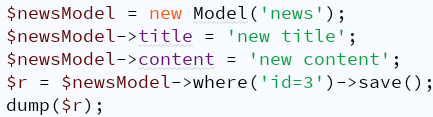 $newsModel = new Model('news');
$newsModel->title = 'new title';
$newsModel->content = 'new content';
$r = $newsModel->where('id=3')->save();
dump($r);